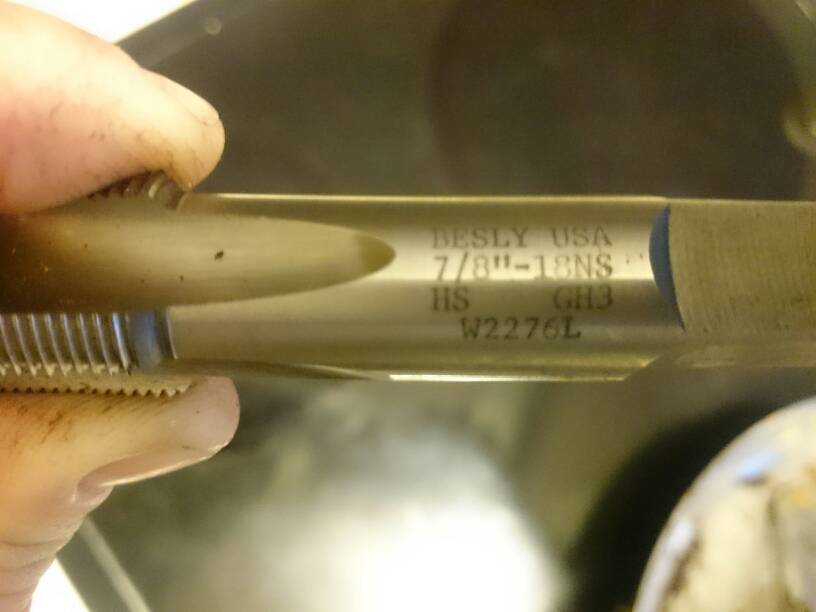 BESLY USA
7/8"-18NS
HS GH3
W2276L